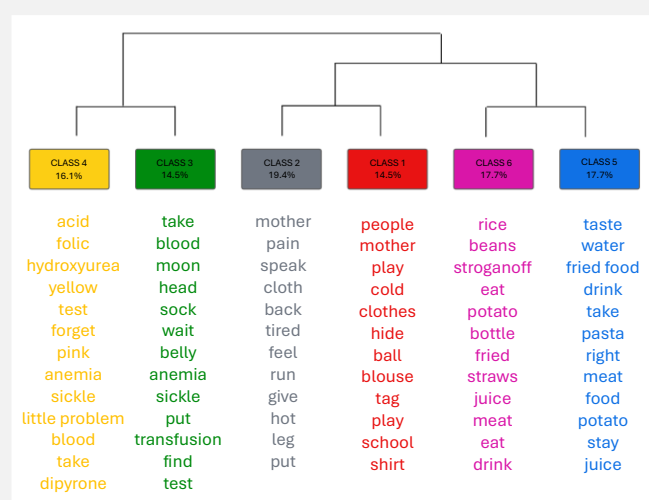 CLASS 4
16.1%
CLASS 3
14.5%
CLASS 2
19.4%
CLASS 1
14.5%
CLASS 6
17.7%
CLASS 5
17.7%
acid
folic
hydroxyurea
yellow
test
forget
pink
anemia
sickle
little problem
blood
take
dipyrone
take
blood
moon
head
sock
wait
belly
anemia
sickle
put
transfusion
find
test
mother
pain
speak
cloth
back
tired
feel
run
give
hot
leg
put
people
mother
play
cold
clothes
hide
ball
blouse
tag
play
school
shirt
rice
beans
stroganoff
eat
potato
bottle
fried
straws
juice
meat
eat
drink
taste
water
fried food
drink
take
pasta
right
meat
food
potato
stay
juice